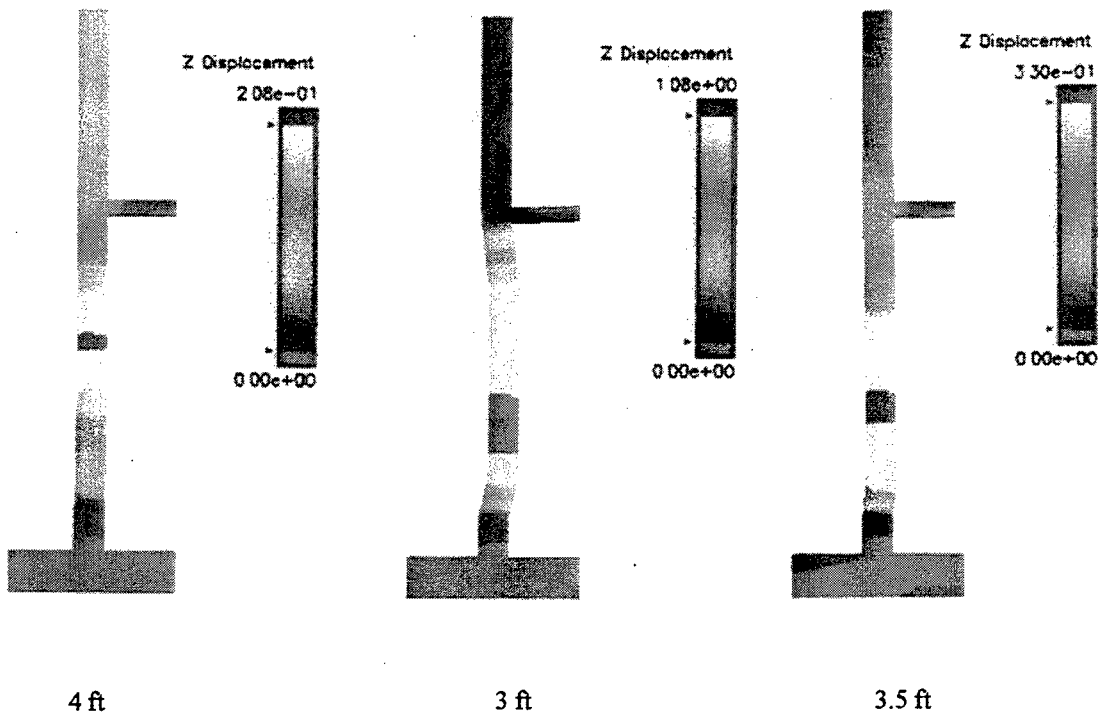 Z Displacement
2.08e-01
0.00e+00
4 ft
Z Displacement
1.08e+00
0.00e+00
3 ft
Z Displacement
3.30e-01
0.00e+00
3.5 ft